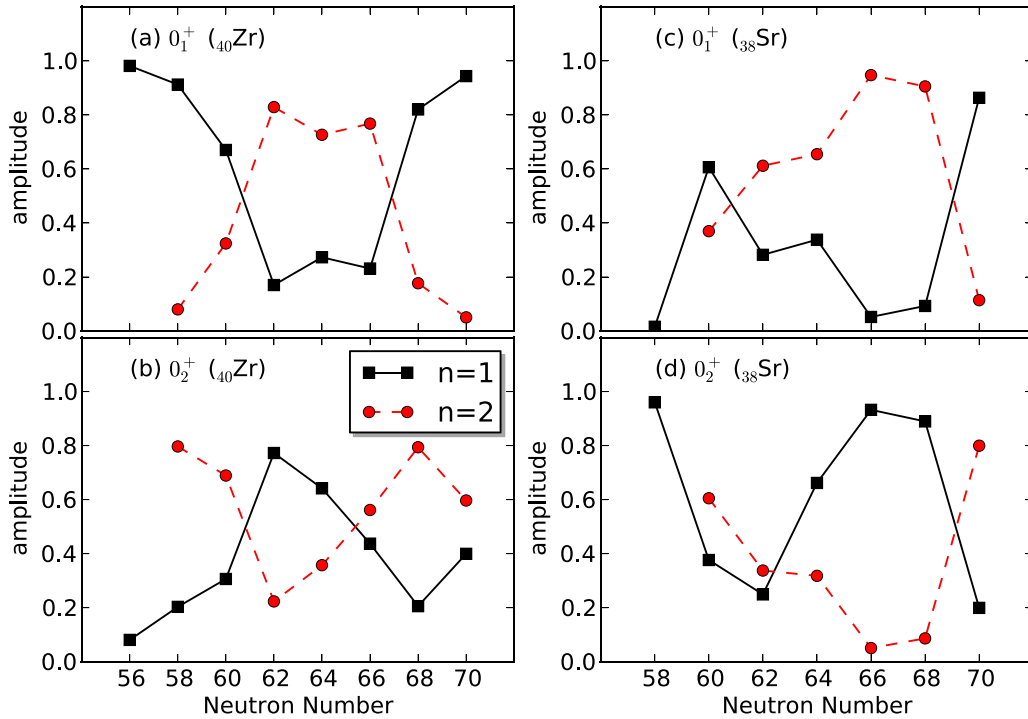 (a) 0₁⁺ (₄₀Zr)
amplitude
1.0
0.8
0.6
0.4
0.2
0.0
(c) 0₁⁺ (₃₈Sr)
amplitude
1.0
0.8
0.6
0.4
0.2
0.0
(b) 0₂⁺ (₄₀Zr)
n=1
n=2
amplitude
1.0
0.8
0.6
0.4
0.2
0.0
56 58 60 62 64 66 68 70
Neutron Number
(d) 0₂⁺ (₃₈Sr)
amplitude
1.0
0.8
0.6
0.4
0.2
0.0
58 60 62 64 66 68 70
Neutron Number